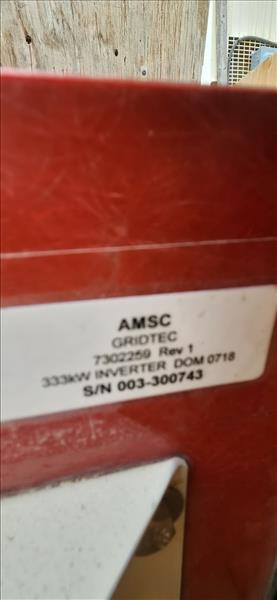 AMSC
GRIDTEC
7302259 Rev 1
333kW INVERTER DOM 0718
S/N 003-300743